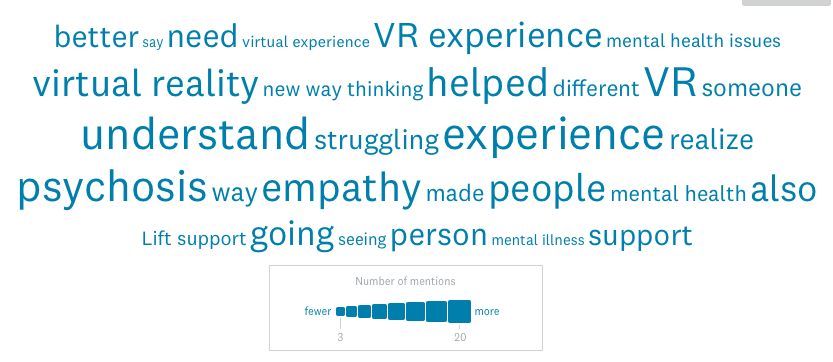 better say need virtual experience VR experience mental health issues
virtual reality new way thinking helped different VR someone
understand struggling experience realize
psychosis way empathy made people mental health also
Lift support going seeing person mental illness support
Number of mentions
fewer more
3 20